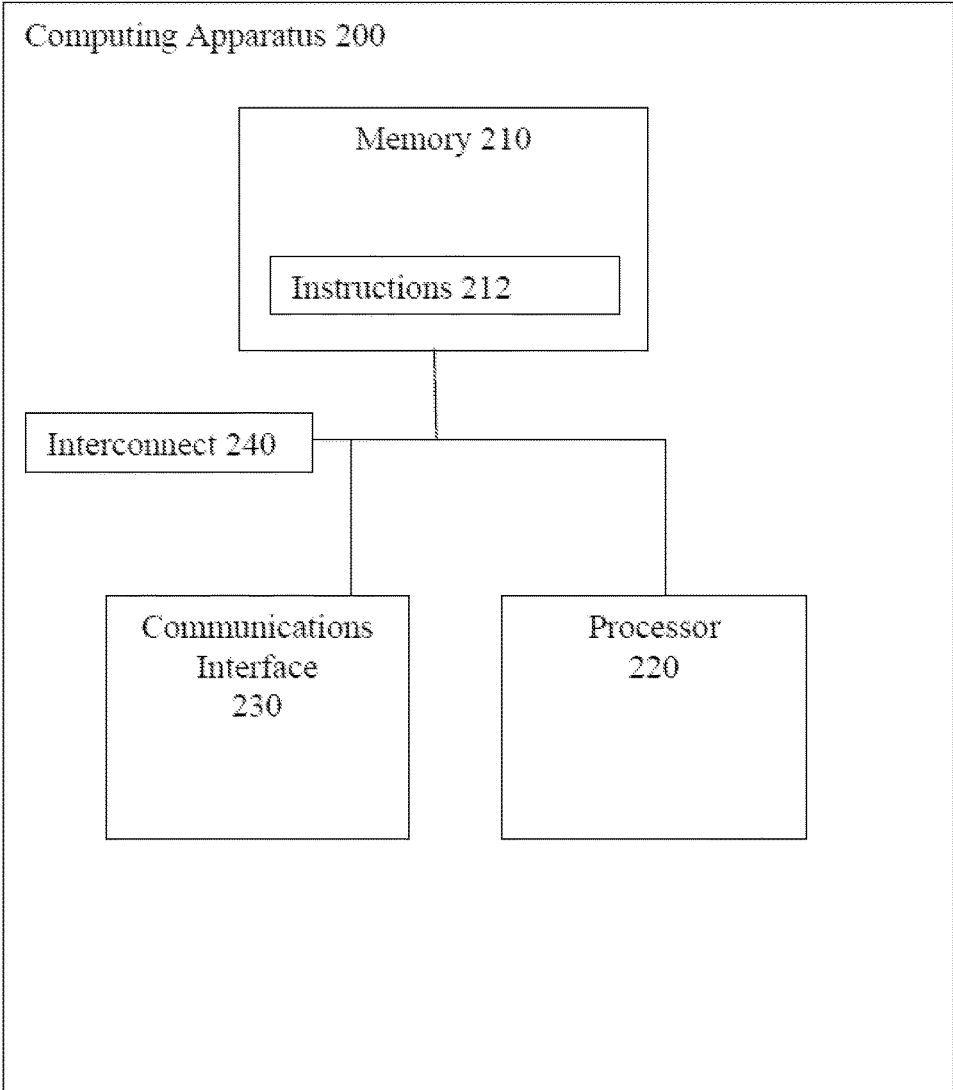 Computing Apparatus 200
Memory 210
Instructions 212
Interconnect 240
Communications
Interface
230
Processor
220